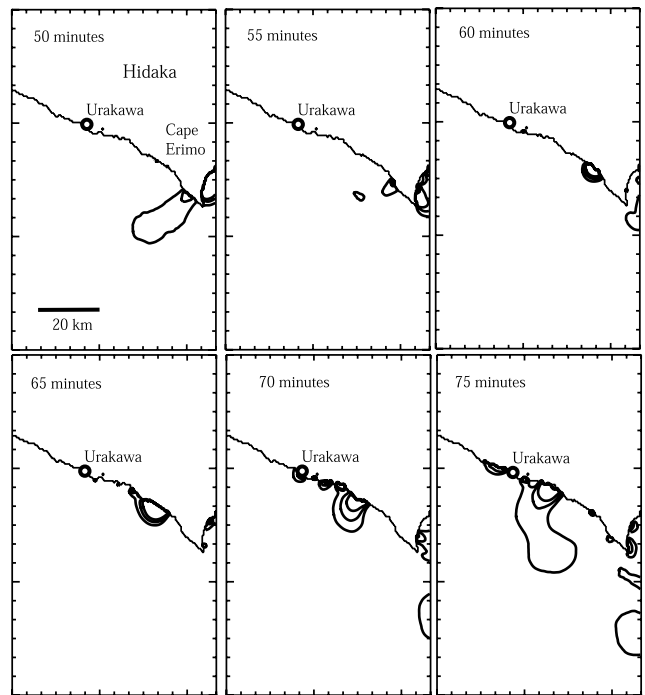 50 minutes
Hidaka
Urakawa
Cape
Erimo
20 km
55 minutes
Urakawa
60 minutes
Urakawa
65 minutes
Urakawa
70 minutes
Urakawa
75 minutes
Urakawa